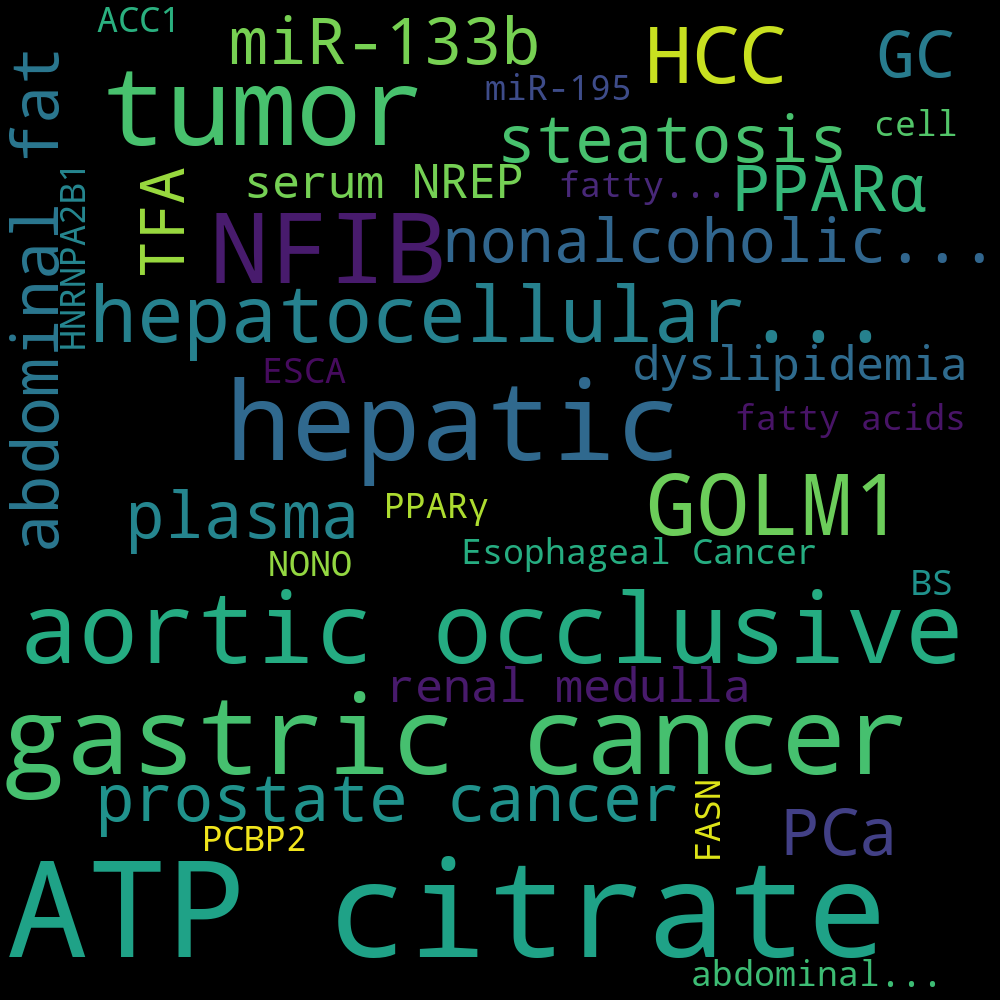 ACC1
miR-133b
HCC
GC
tumor
miR-195
steatosis
cell
abdominal fat
HNRNPA2B1
TFA
serum NREP
fatty...
PPARα
NFIB
nonalcoholic...
hepatocellular...
ESCA
dyslipidemia
hepatic
fatty acids
plasma
PPARγ
GOLM1
NONO
Esophageal Cancer
BS
aortic occlusive
renal medulla
gastric cancer
prostate cancer
FASN
PCa
PCBP2
ATP citrate
abdominal...